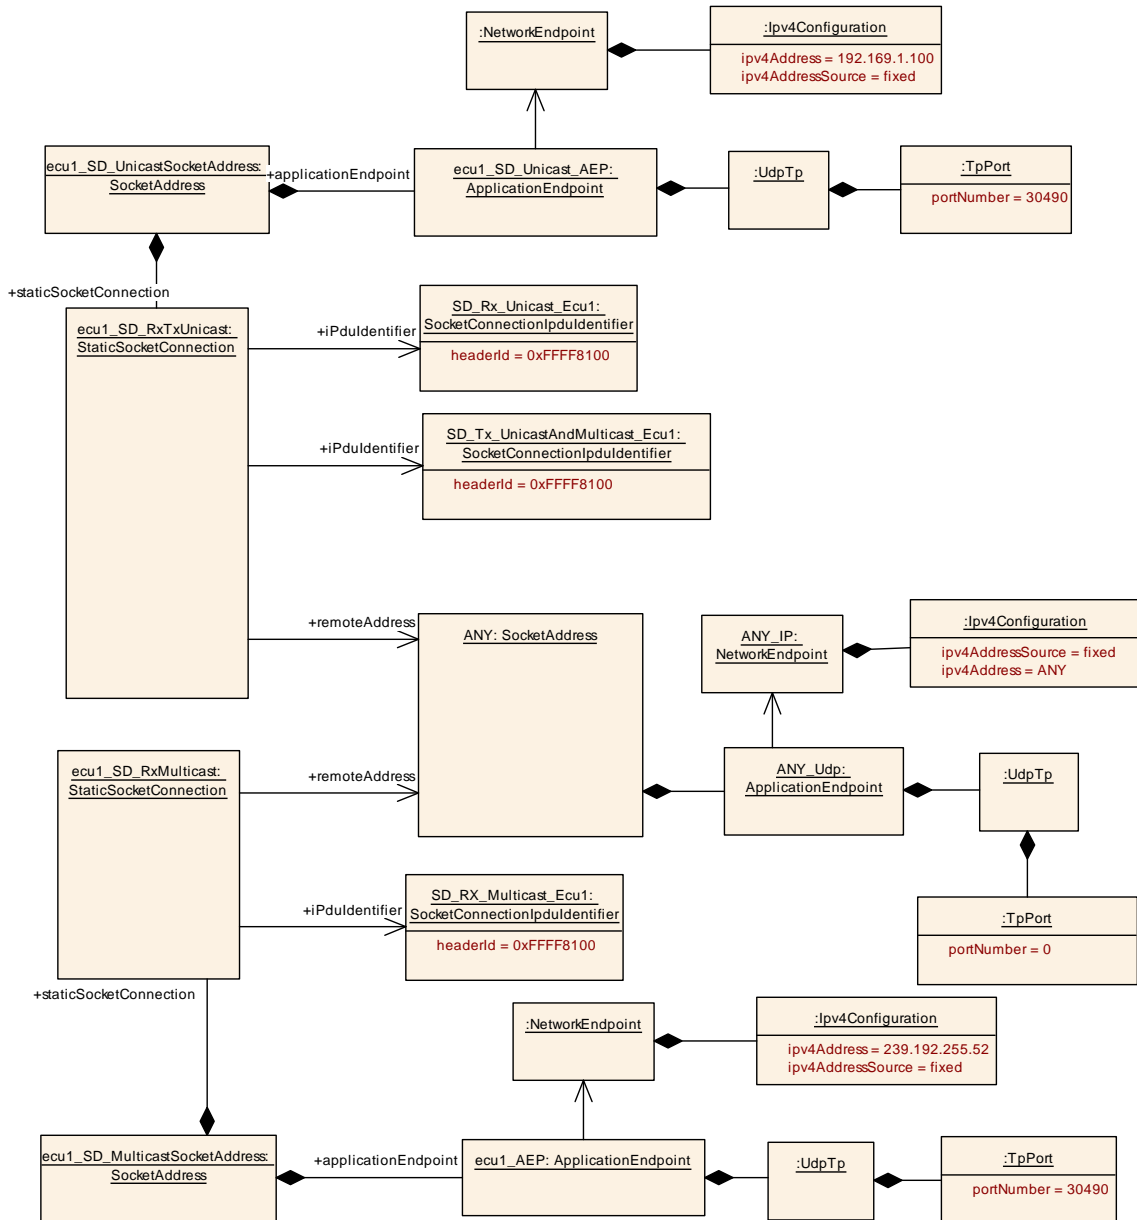 :NetworkEndpoint
:Ipv4Configuration
ipv4Address = 192.169.1.100
ipv4AddressSource = fixed
ecu1_SD_UnicastSocketAddress:
SocketAddress
+applicationEndpoint
ecu1_SD_Unicast_AEP:
ApplicationEndpoint
:UdpTp
:TpPort
portNumber = 30490
+staticSocketConnection
ecu1_SD_RxTxUnicast:
StaticSocketConnection
+iPduIdentifier
SD_Rx_Unicast_Ecu1:
SocketConnectionIpduIdentifier
headerId = 0xFFFF8100
+iPduIdentifier
SD_Tx_UnicastAndMulticast_Ecu1:
SocketConnectionIpduIdentifier
headerId = 0xFFFF8100
+remoteAddress
ANY: SocketAddress
ANY_IP:
NetworkEndpoint
:Ipv4Configuration
ipv4AddressSource = fixed
ipv4Address = ANY
ecu1_SD_RxMulticast:
StaticSocketConnection
+remoteAddress
ANY_Udp:
ApplicationEndpoint
:UdpTp
+iPduIdentifier
SD_RX_Multicast_Ecu1:
SocketConnectionIpduIdentifier
headerId = 0xFFFF8100
:TpPort
portNumber = 0
+staticSocketConnection
:NetworkEndpoint
:Ipv4Configuration
ipv4Address = 239.192.255.52
ipv4AddressSource = fixed
ecu1_SD_MulticastSocketAddress:
SocketAddress
+applicationEndpoint
ecu1_AEP: ApplicationEndpoint
:UdpTp
:TpPort
portNumber = 30490